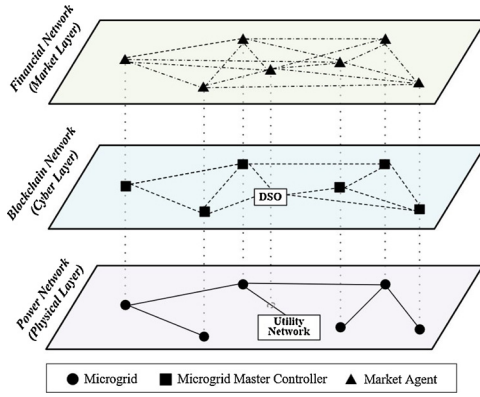 Financial Network
(Market Layer)
Blockchain Network
(Cyber Layer)
DSO
Power Network
(Physical Layer)
Utility
Network
Microgrid
Microgrid Master Controller
Market Agent